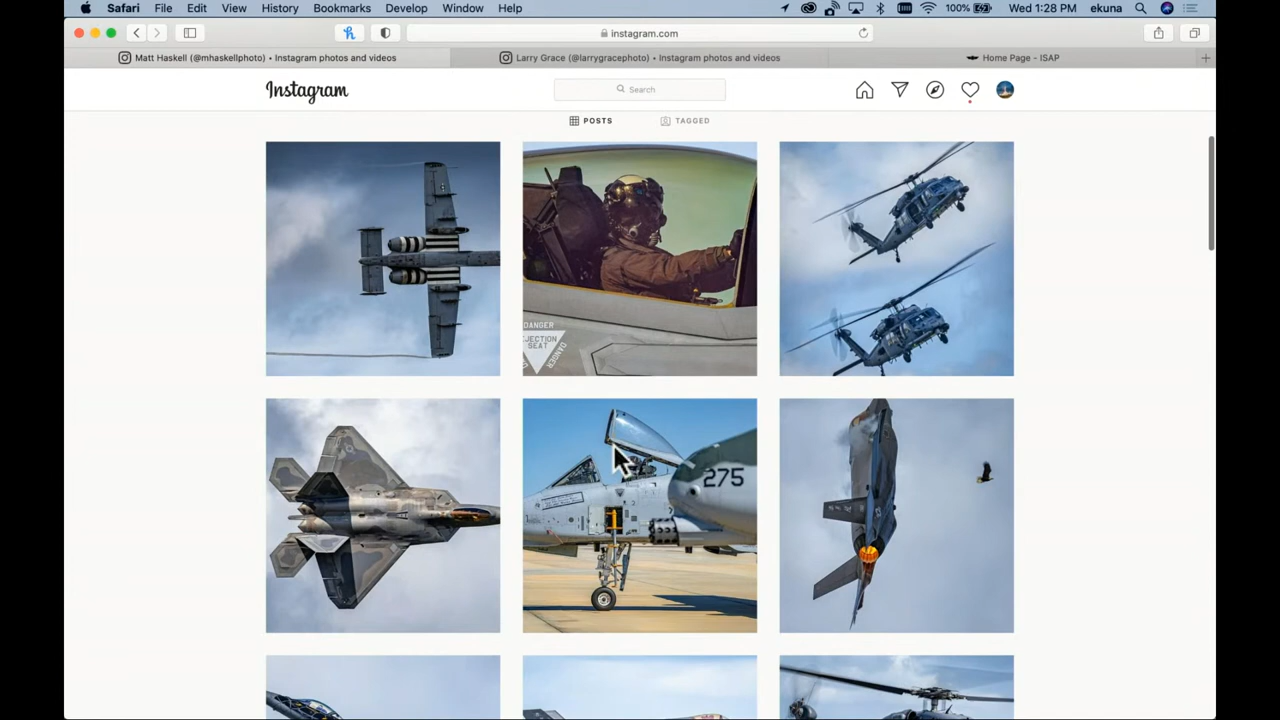 Safari File Edit View History Bookmarks Develop Window Help 100% Wed 1:28 PM ekuna
instagram.com
Matt Haskell (@mhaskellphoto) • Instagram photos and videos
Larry Grace (@larrygracephoto) • Instagram photos and videos
Home Page - ISAP
Instagram
Search
POSTS
TAGGED
DANGER
EJECTION
SEAT
DANGER
275